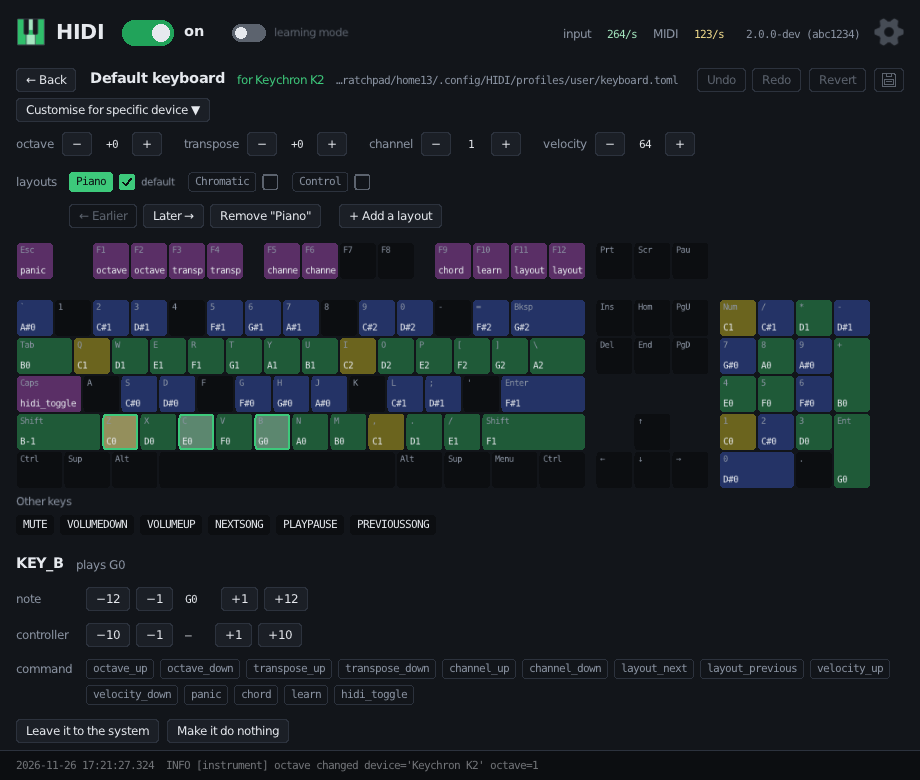 HIDI on learning mode input 264/s MIDI 123/s 2.0.0-dev (abc1234)
← Back Default keyboard for Keychron K2 …ratchpad/home13/.config/HIDI/profiles/user/keyboard.toml Undo Redo Revert
Customise for specific device ▼
octave − +0 + transpose − +0 + channel − 1 + velocity − 64 +
layouts Piano default Chromatic Control
← Earlier Later → Remove "Piano" + Add a layout
Esc F1 F2 F3 F4 F5 F6 F7 F8 F9 F10 F11 F12 Prt Scr Pau
panic octave octave transp transp channe channe chord learn layout layout
` 1 2 3 4 5 6 7 8 9 0 - = Bksp Ins Hom PgU Num / * -
A#0 C#1 D#1 F#1 G#1 A#1 C#2 D#2 F#2 G#2 C1 C#1 D1 D#1
Tab Q W E R T Y U I O P [ ] \ Del End PgD 7 8 9 +
B0 C1 D1 E1 F1 G1 A1 B1 C2 D2 E2 F2 G2 A2 G#0 A0 A#0
Caps A S D F G H J K L ; ' Enter 4 5 6
hidi_toggle C#0 D#0 F#0 G#0 A#0 C#1 D#1 F#1 E0 F0 F#0 B0
Shift X C V B N M , . / Shift ↑ 1 2 3 Ent
B-1 C0 D0 E0 F0 G0 A0 B0 C1 D1 E1 F1 C0 C#0 D0
Ctrl Sup Alt Alt Sup Menu Ctrl ← ↓ → 0 .
D#0 G0
Other keys
MUTE VOLUMEDOWN VOLUMEUP NEXTSONG PLAYPAUSE PREVIOUSSONG
KEY_B plays G0
note −12 −1 G0 +1 +12
controller −10 −1 — +1 +10
command octave_up octave_down transpose_up transpose_down channel_up channel_down layout_next layout_previous velocity_up
velocity_down panic chord learn hidi_toggle
Leave it to the system Make it do nothing
2026-11-26 17:21:27.324 INFO [instrument] octave changed device='Keychron K2' octave=1